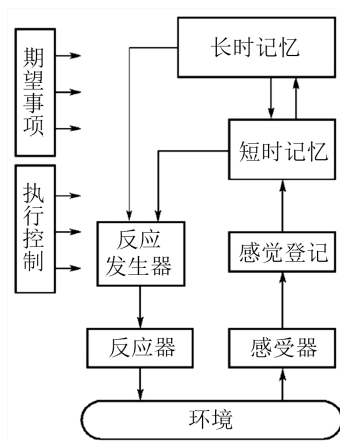 期望事项
执行控制
长时记忆
短时记忆
反应
发生器
感觉登记
反应器
感受器
环境